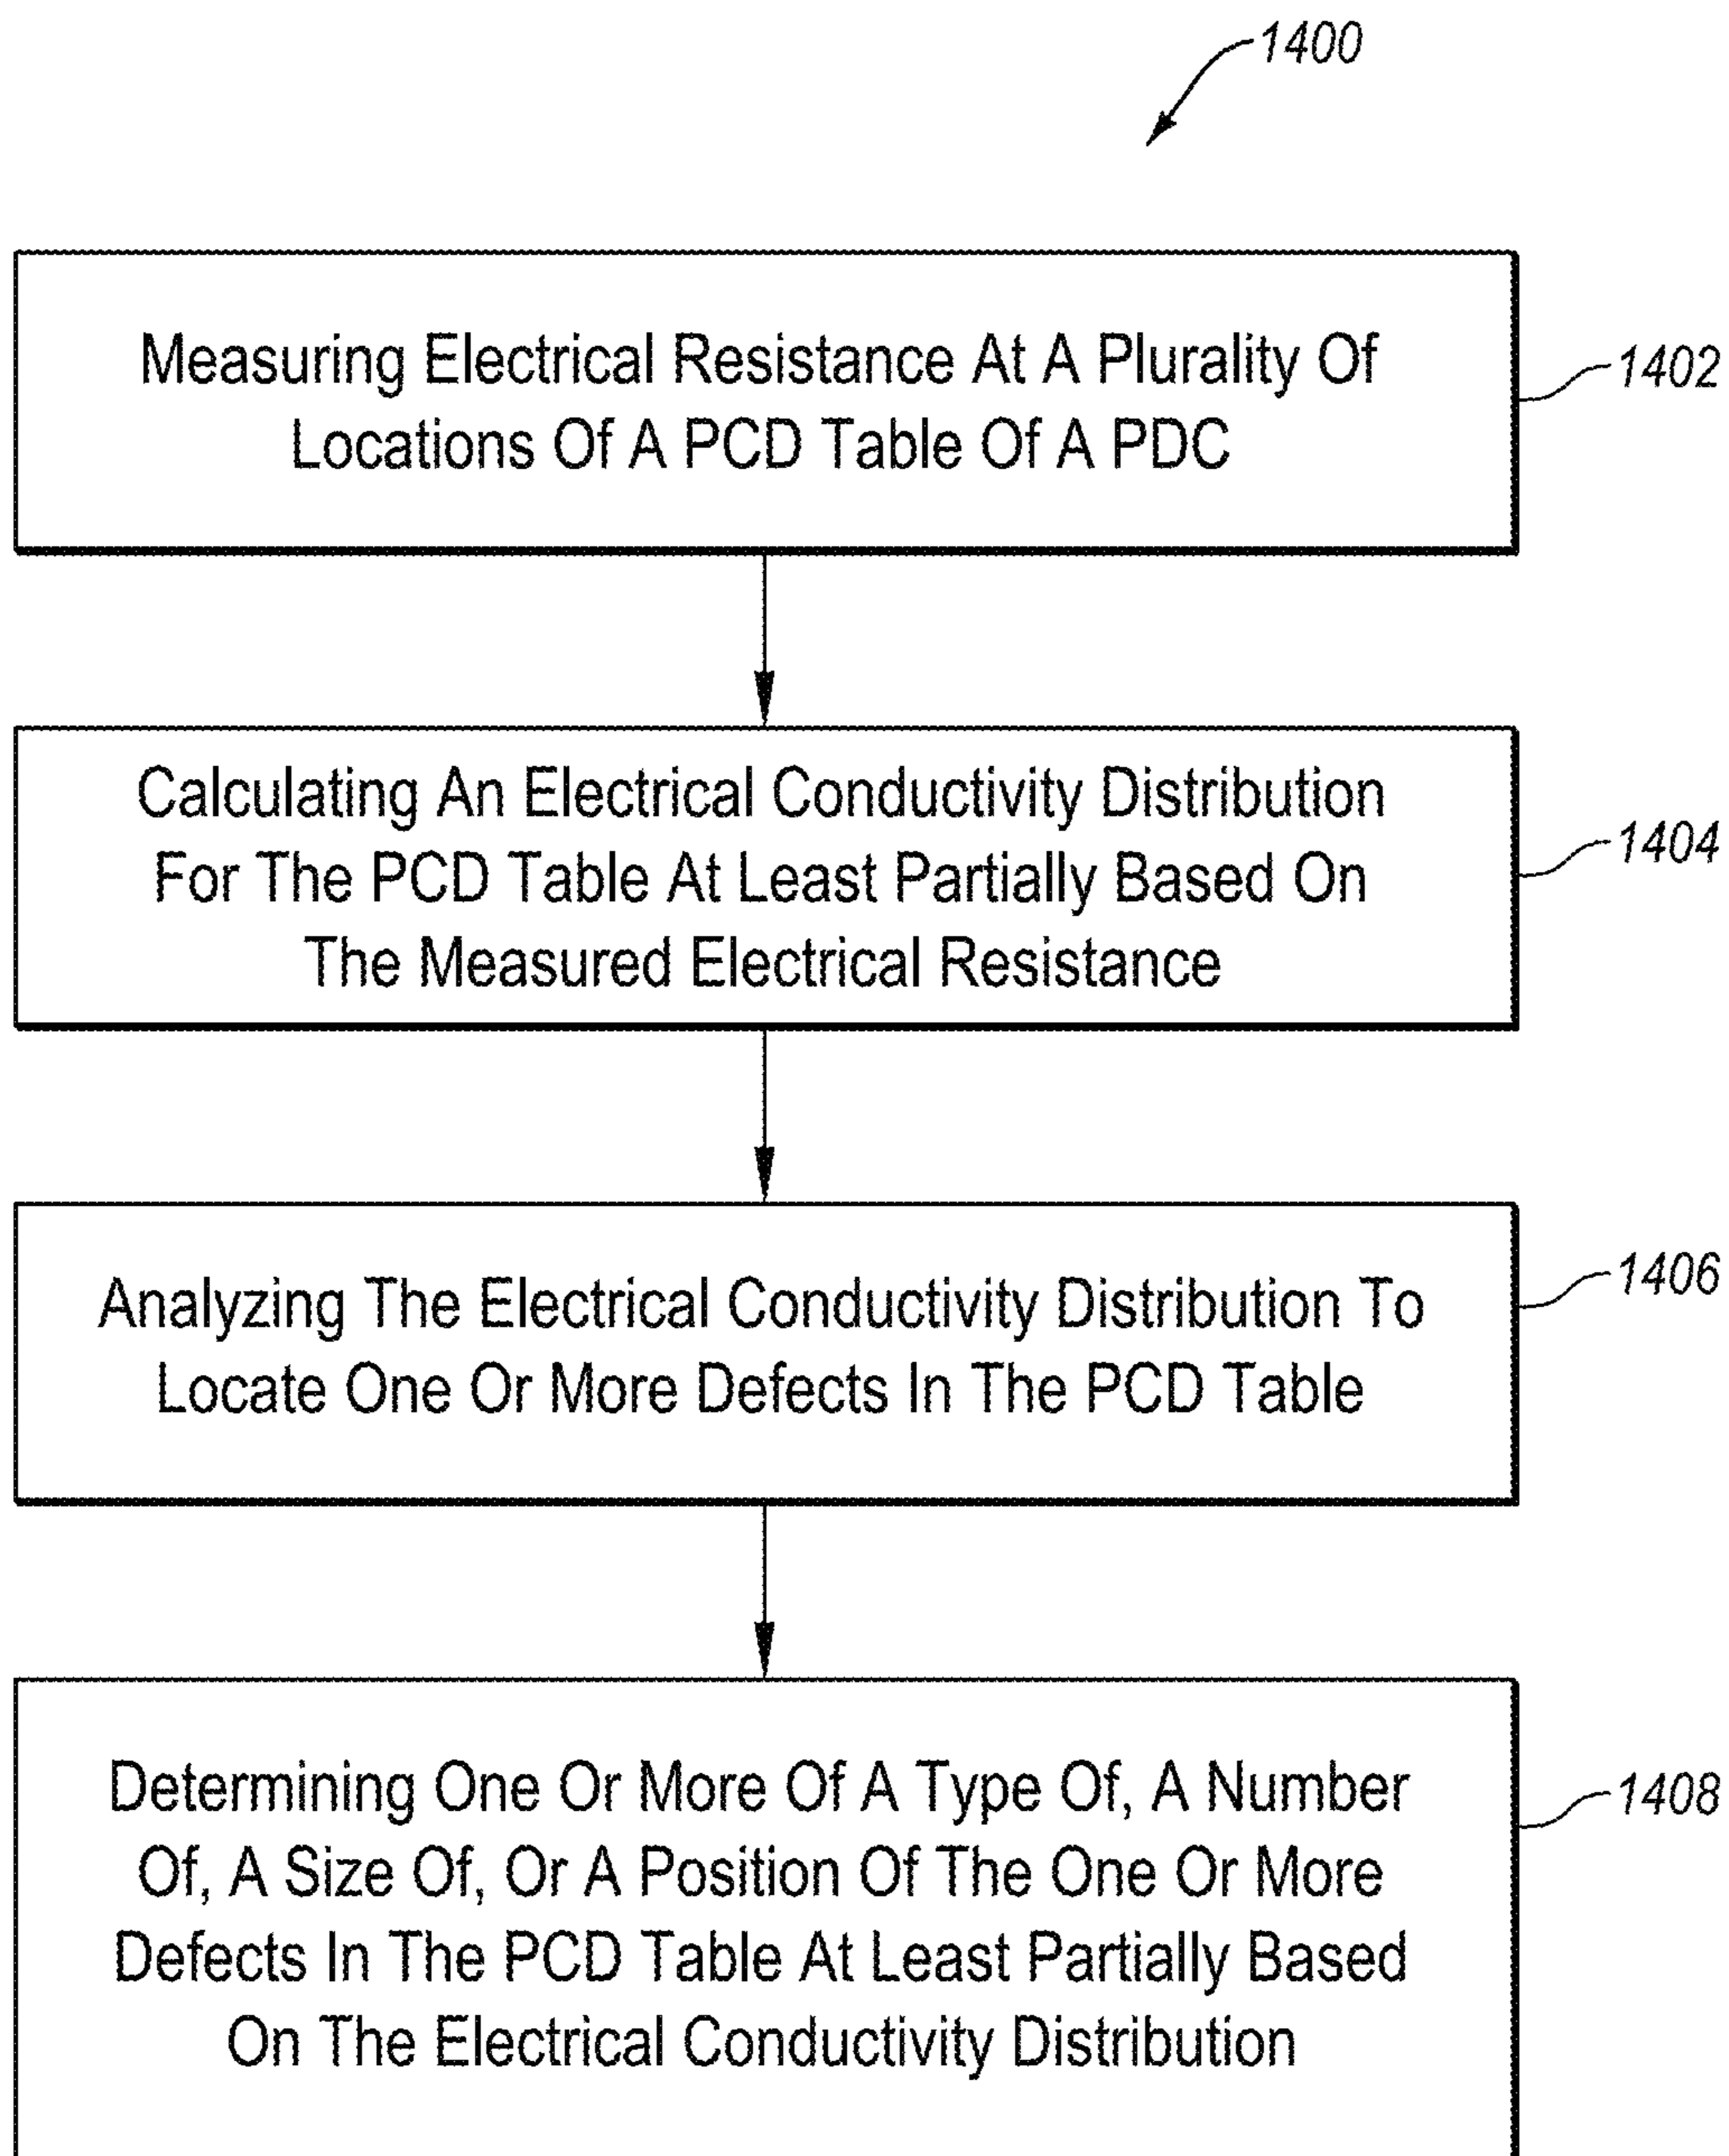 1400
Measuring Electrical Resistance At A Plurality Of
Locations Of A PCD Table Of A PDC
1402
Calculating An Electrical Conductivity Distribution
For The PCD Table At Least Partially Based On
The Measured Electrical Resistance
1404
Analyzing The Electrical Conductivity Distribution To
Locate One Or More Defects In The PCD Table
1406
Determining One Or More Of A Type Of, A Number
Of, A Size Of, Or A Position Of The One Or More
Defects In The PCD Table At Least Partially Based
On The Electrical Conductivity Distribution
1408